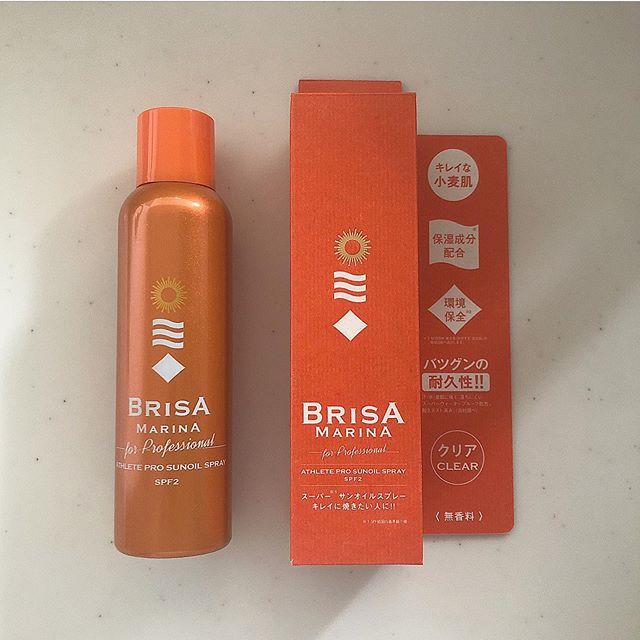 BRISA
MARINA
for Professional
ATHLETE PRO SUNOIL SPRAY
SPF2
BRISA
MARINA
for Professional
ATHLETE PRO SUNOIL SPRAY
SPF2
スーパー サンオイルスプレー
キレイに焼きたい人に!!
キレイな
小麦肌
保湿成分
配合
環境
保全
バツグンの
耐久性!!
クリア
CLEAR
〈 無香料 〉